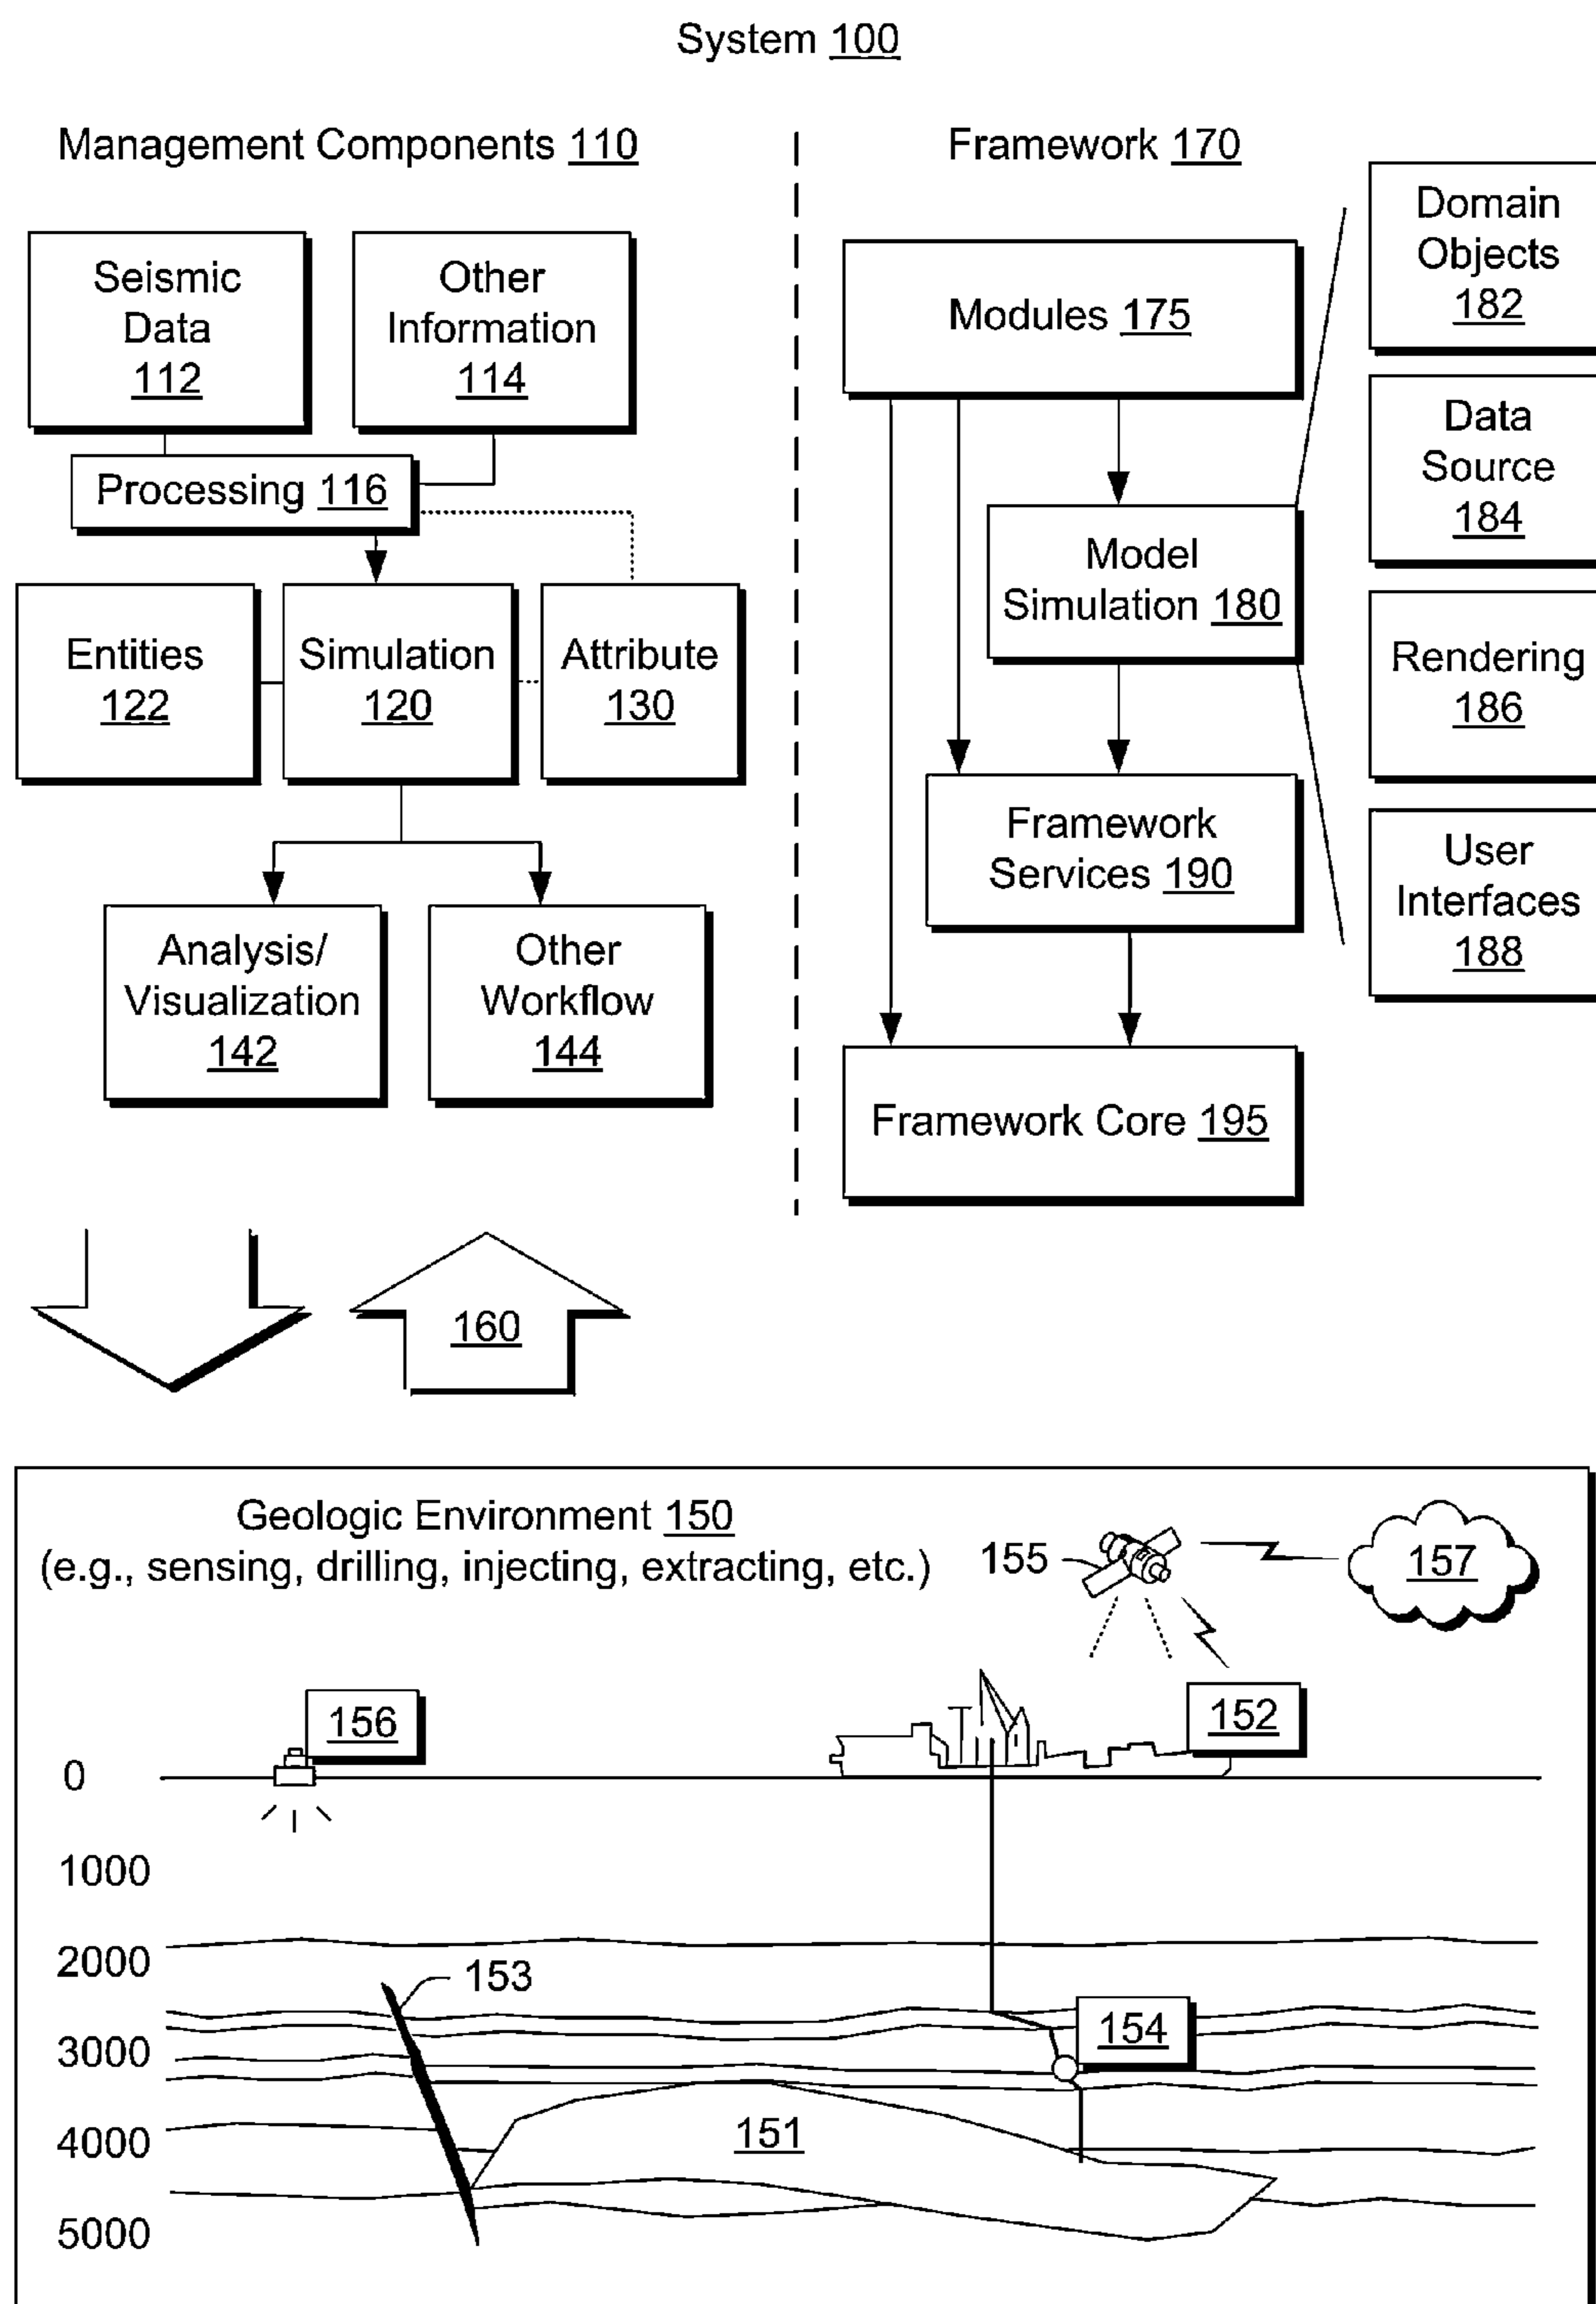 System 100
Management Components 110
Seismic
Data
112
Other
Information
114
Processing 116
Entities
122
Simulation
120
Attribute
130
Analysis/
Visualization
142
Other
Workflow
144
Framework 170
Modules 175
Model
Simulation 180
Framework
Services 190
Framework Core 195
Domain
Objects
182
Data
Source
184
Rendering
186
User
Interfaces
188
160
Geologic Environment 150
(e.g., sensing, drilling, injecting, extracting, etc.)
155
157
156
152
0
1000
2000
153
3000
154
4000
151
5000